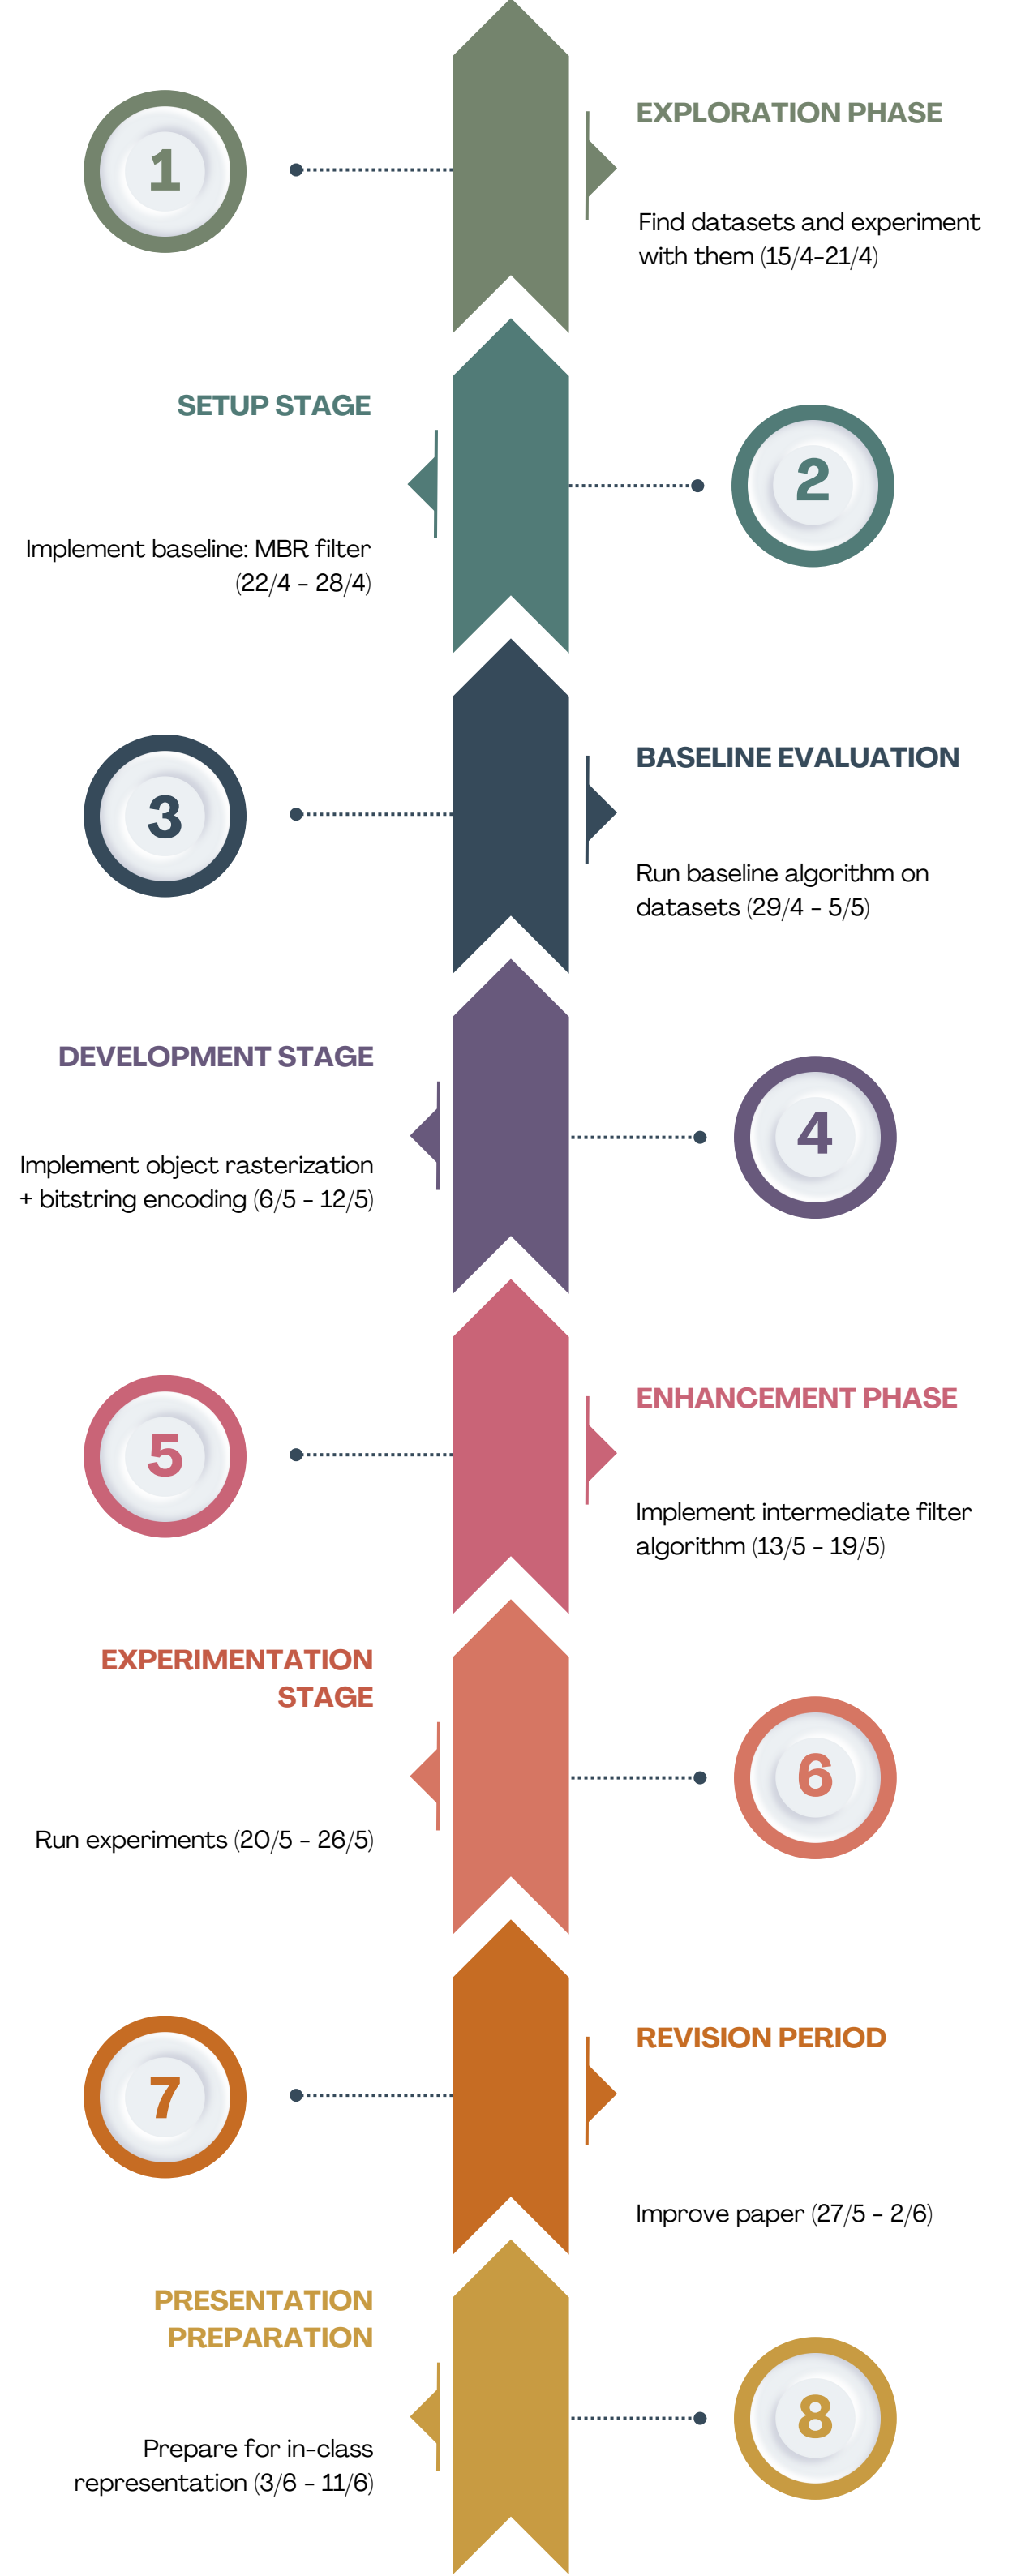 1
EXPLORATION PHASE
Find datasets and experiment
with them (15/4-21/4)
SETUP STAGE
2
Implement baseline: MBR filter
(22/4 - 28/4)
3
BASELINE EVALUATION
Run baseline algorithm on
datasets (29/4 - 5/5)
DEVELOPMENT STAGE
4
Implement object rasterization
+ bitstring encoding (6/5 - 12/5)
5
ENHANCEMENT PHASE
Implement intermediate filter
algorithm (13/5 - 19/5)
EXPERIMENTATION
STAGE
6
Run experiments (20/5 - 26/5)
7
REVISION PERIOD
Improve paper (27/5 - 2/6)
PRESENTATION
PREPARATION
8
Prepare for in-class
representation (3/6 - 11/6)